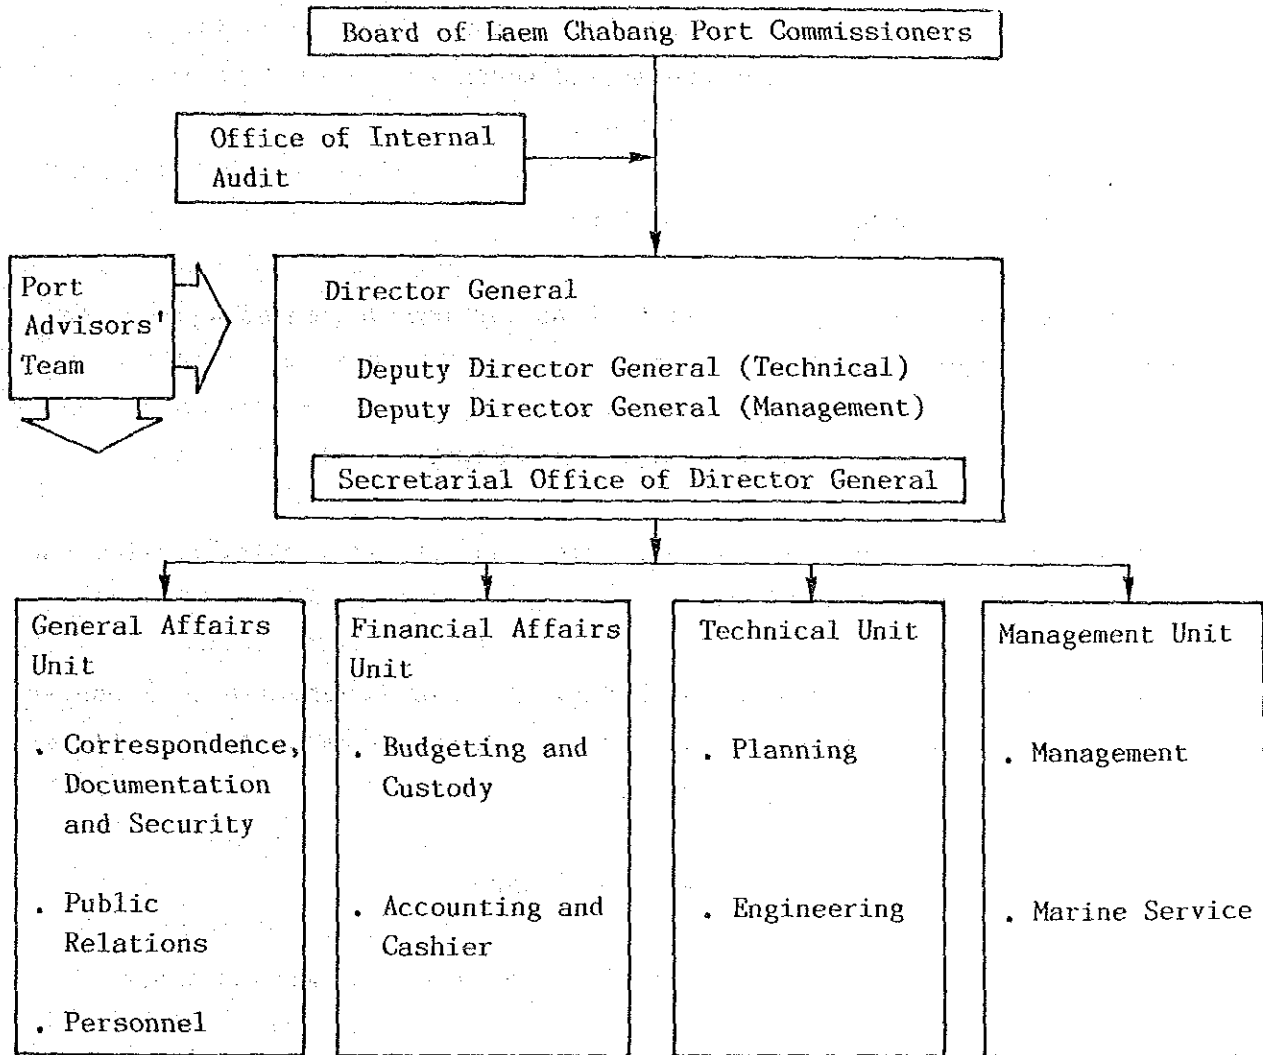 Board of Laem Chabang Port Commissioners
Office of Internal
Audit
Port
Advisors'
Team
Director General
Deputy Director General (Technical)
Deputy Director General (Management)
Secretarial Office of Director General
General Affairs
Unit
. Correspondence,
Documentation
and Security
. Public
Relations
. Personnel
Financial Affairs
Unit
. Budgeting and
Custody
. Accounting and
Cashier
Technical Unit
. Planning
. Engineering
Management Unit
. Management
. Marine Service